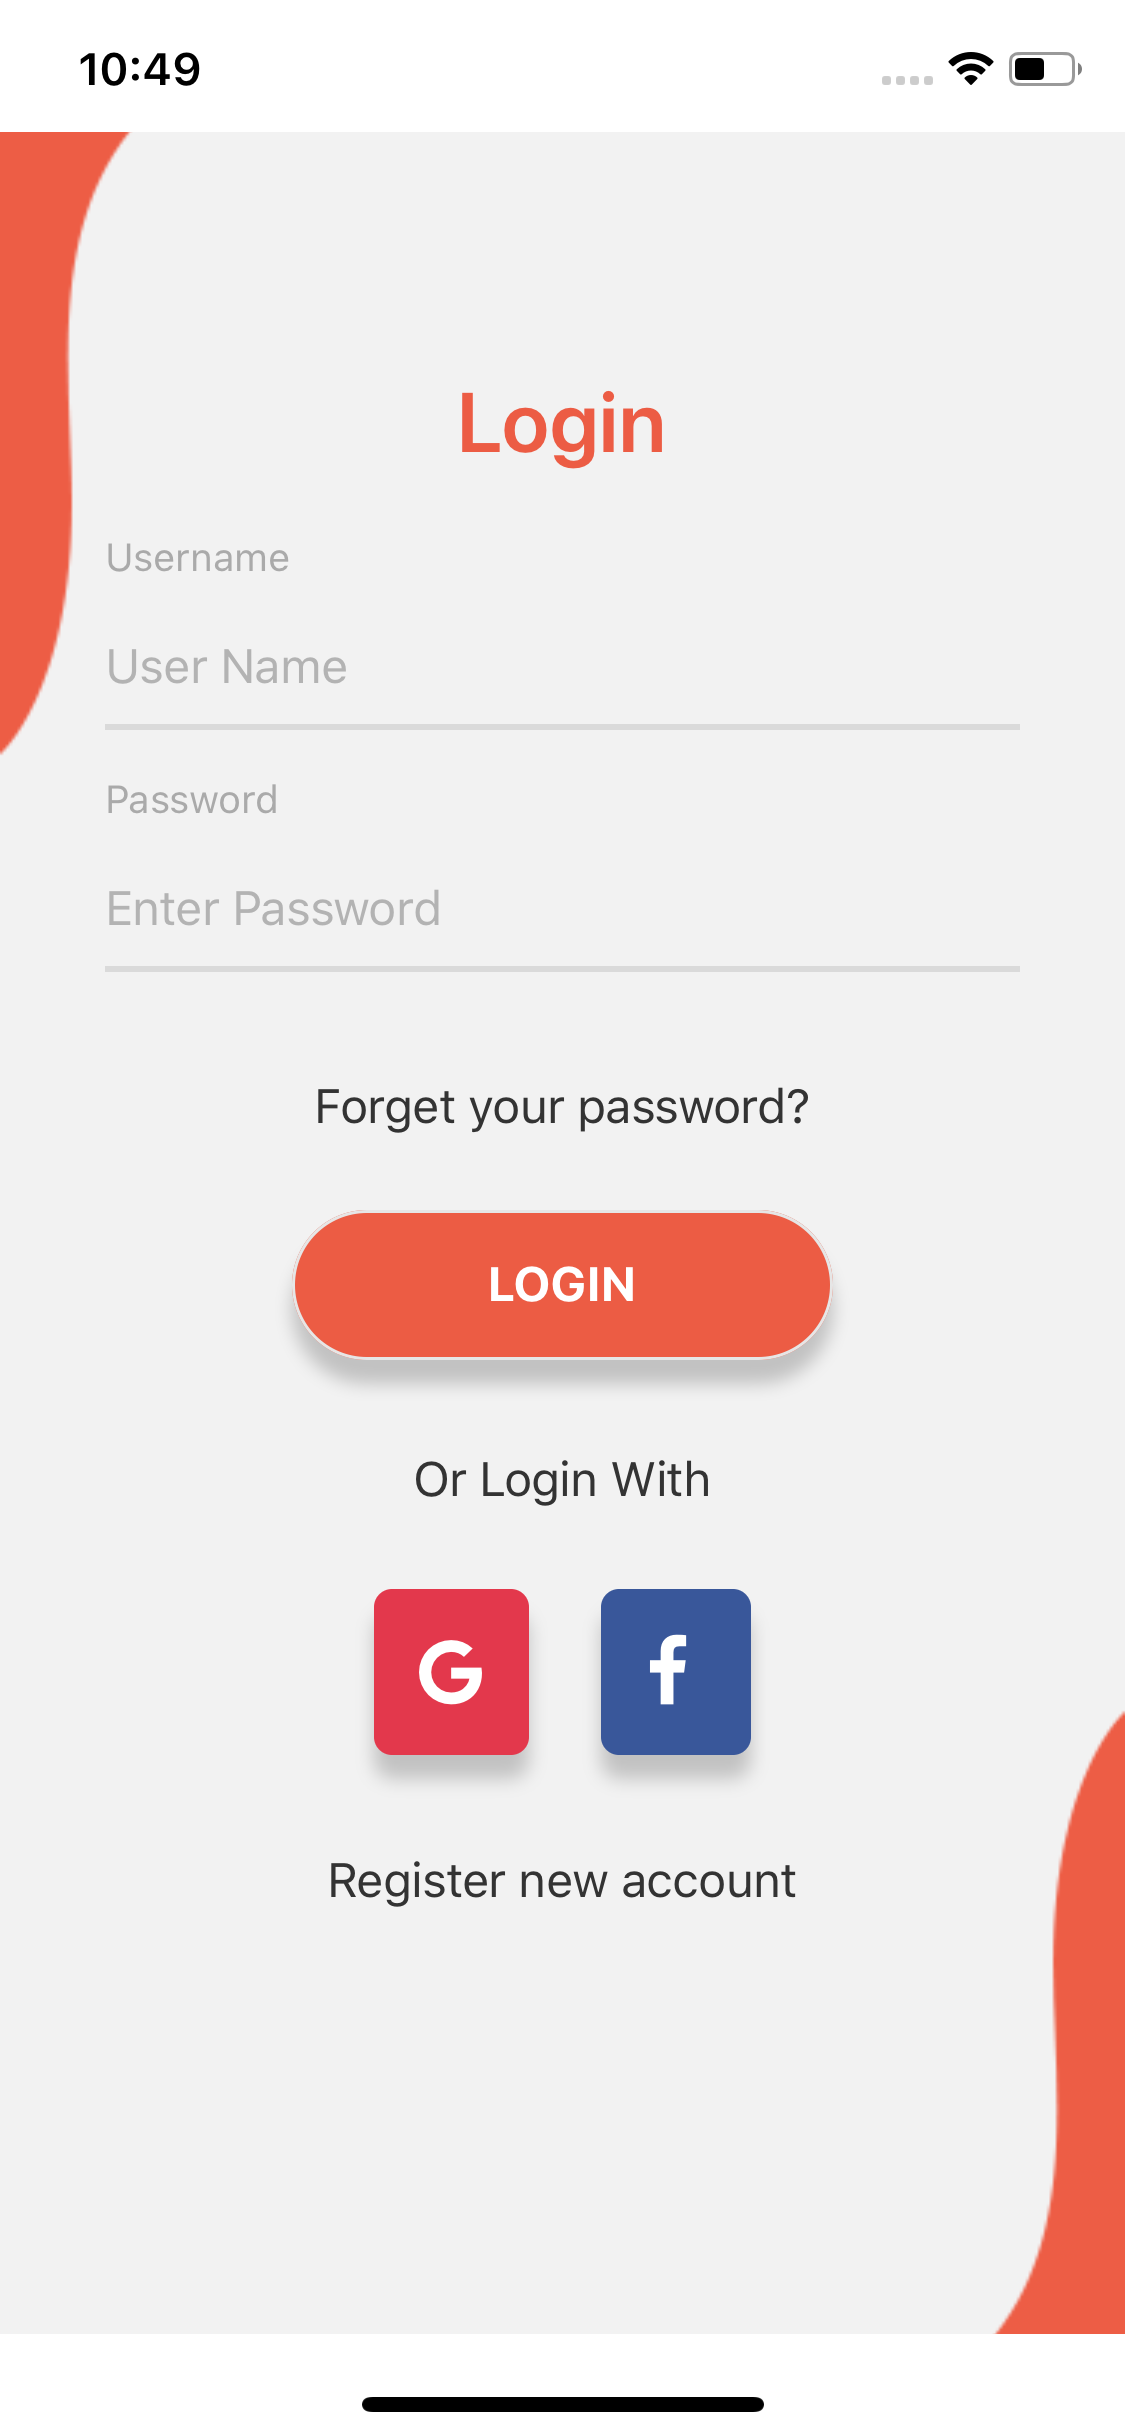 10:49
Login
Username
User Name
Password
Enter Password
Forget your password?
LOGIN
Or Login With
G f
Register new account